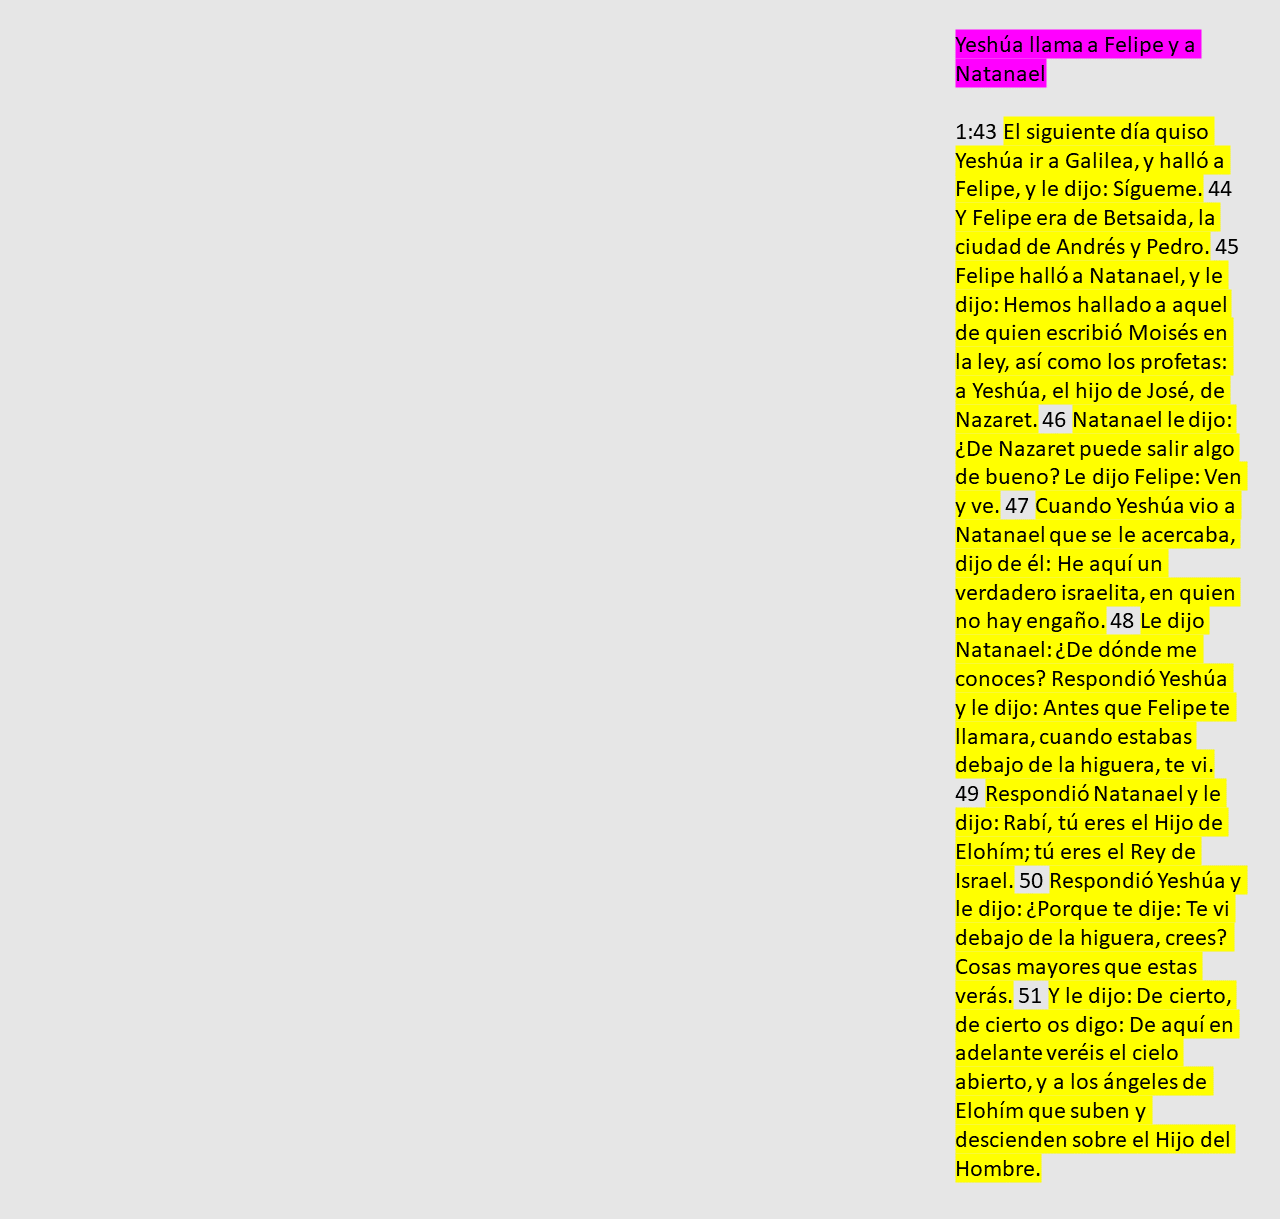 Yeshúa llama a Felipe y a
Natanael
1:43 El siguiente día quiso
Yeshúa ir a Galilea, y halló a
Felipe, y le dijo: Sígueme. 44
Y Felipe era de Betsaida, la
ciudad de Andrés y Pedro. 45
Felipe halló a Natanael, y le
dijo: Hemos hallado a aquel
de quien escribió Moisés en
la ley, así como los profetas:
a Yeshúa, el hijo de José, de
Nazaret. 46 Natanael le dijo:
¿De Nazaret puede salir algo
de bueno? Le dijo Felipe: Ven
y ve. 47 Cuando Yeshúa vio a
Natanael que se le acercaba,
dijo de él: He aquí un
verdadero israelita, en quien
no hay engaño. 48 Le dijo
Natanael: ¿De dónde me
conoces? Respondió Yeshúa
y le dijo: Antes que Felipe te
llamara, cuando estabas
debajo de la higuera, te vi.
49 Respondió Natanael y le
dijo: Rabí, tú eres el Hijo de
Elohím; tú eres el Rey de
Israel. 50 Respondió Yeshúa y
le dijo: ¿Porque te dije: Te vi
debajo de la higuera, crees?
Cosas mayores que estas
verás. 51 Y le dijo: De cierto,
de cierto os digo: De aquí en
adelante veréis el cielo
abierto, y a los ángeles de
Elohím que suben y
descienden sobre el Hijo del
Hombre.